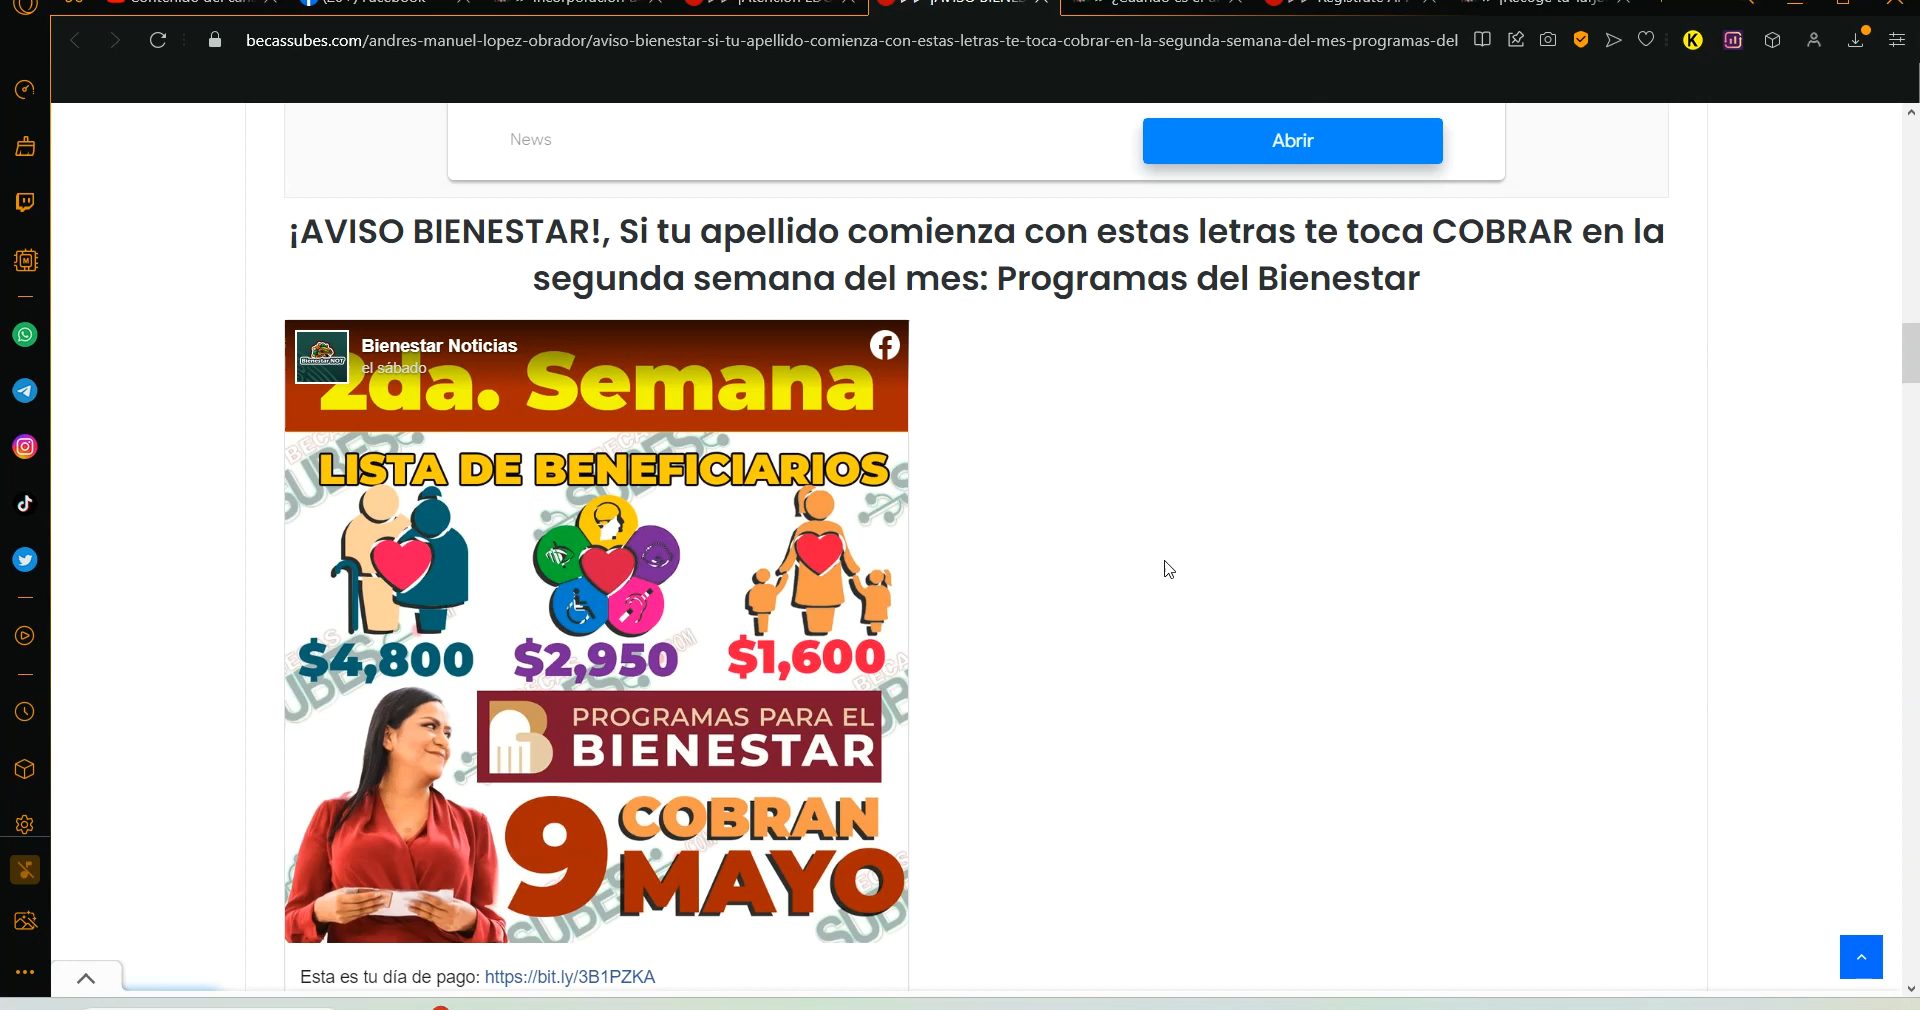 becassubes.com/andres-manuel-lopez-obrador/aviso-bienestar-si-tu-apellido-comienza-con-estas-letras-te-toca-cobrar-en-la-segunda-semana-del-mes-programas-del
News
Abrir
¡AVISO BIENESTAR!, Si tu apellido comienza con estas letras te toca COBRAR en la
segunda semana del mes: Programas del Bienestar
Bienestar Noticias
el sábado
2da. Semana
LISTA DE BENEFICIARIOS
$4,800 $2,950 $1,600
PROGRAMAS PARA EL
BIENESTAR
9 COBRAN
MAYO
Esta es tu día de pago: https://bit.ly/3B1PZKA